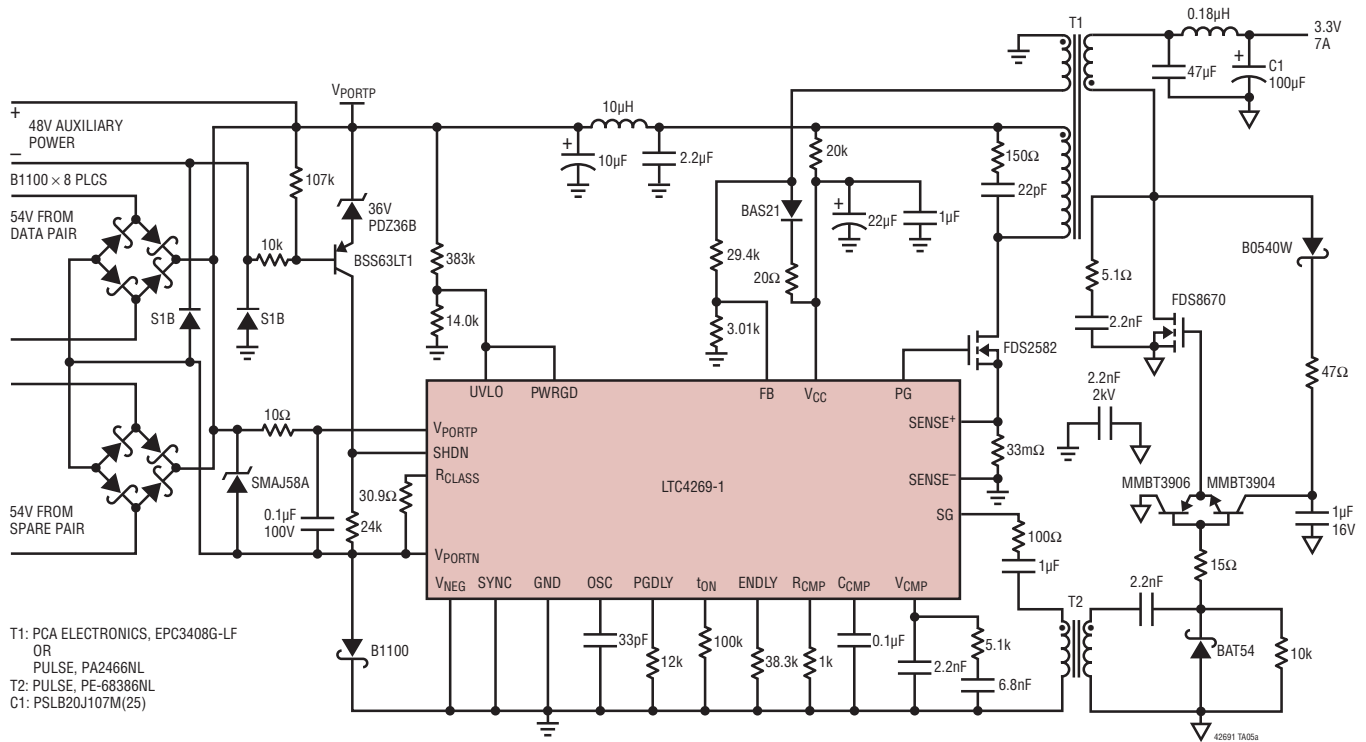 T1
0.18µH
3.3V
7A
47µF
+
C1
100µF
VPORTP
+
48V AUXILIARY
POWER
–
B1100 × 8 PLCS
54V FROM
DATA PAIR
10µH
+
10µF
2.2µF
20k
150Ω
22pF
107k
36V
PDZ36B
10k
BSS63LT1
383k
14.0k
BAS21
+
22µF
1µF
29.4k
20Ω
3.01k
S1B
S1B
5.1Ω
2.2nF
B0540W
FDS8670
FDS2582
47Ω
2.2nF
2kV
UVLO
PWRGD
FB
VCC
PG
10Ω
VPORTP
SHDN
RCLASS
SENSE+
33mΩ
SMAJ58A
30.9Ω
LTC4269-1
SENSE–
MMBT3906
MMBT3904
54V FROM
SPARE PAIR
0.1µF
100V
24k
SG
100Ω
1µF
1µF
16V
15Ω
VPORTN
VNEG
SYNC
GND
OSC
PGDLY
tON
ENDLY
RCMP
CCMP
VCMP
T2
2.2nF
B1100
33pF
12k
100k
38.3k
1k
0.1µF
5.1k
2.2nF
6.8nF
BAT54
10k
T1: PCA ELECTRONICS, EPC3408G-LF
OR
PULSE, PA2466NL
T2: PULSE, PE-68386NL
C1: PSLB20J107M(25)
42691 TA05a